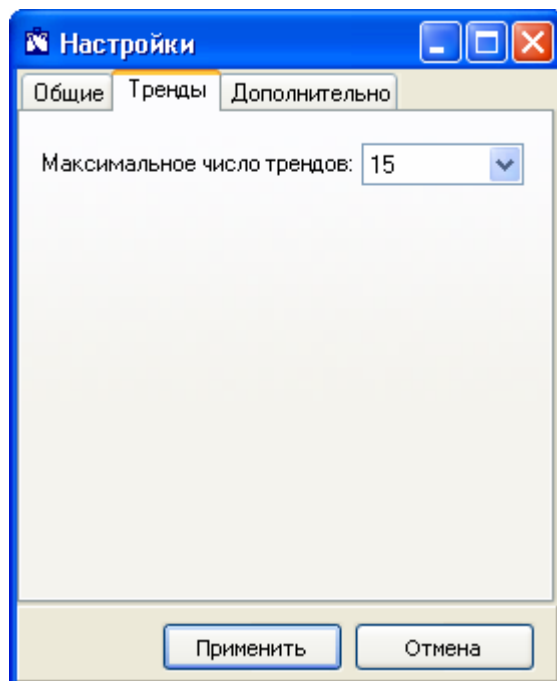 Настройки
Общие Тренды Дополнительно
Максимальное число трендов: 15
Применить Отмена